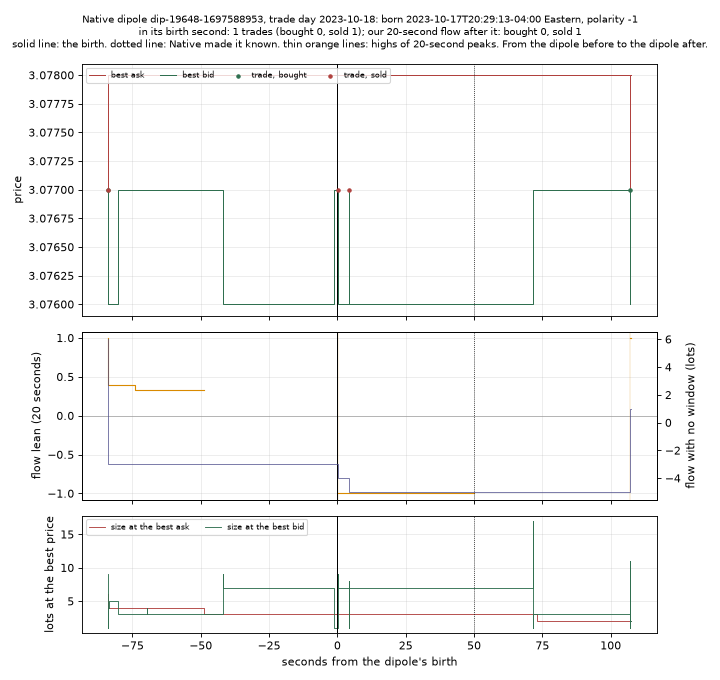 Native dipole dip-19648-1697588953, trade day 2023-10-18: born 2023-10-17T20:29:13-04:00 Eastern, polarity -1
in its birth second: 1 trades (bought 0, sold 1); our 20-second flow after it: bought 0, sold 1
solid line: the birth. dotted line: Native made it known. thin orange lines: highs of 20-second peaks. From the dipole before to the dipole after.
best ask best bid trade, bought trade, sold
3.07800
3.07775
3.07750
3.07725
3.07700
3.07675
3.07650
3.07625
3.07600
price
1.0
0.5
0.0
−0.5
−1.0
flow lean (20 seconds)
6
4
2
0
−2
−4
flow with no window (lots)
size at the best ask size at the best bid
15
10
5
lots at the best price
−75 −50 −25 0 25 50 75 100
seconds from the dipole's birth